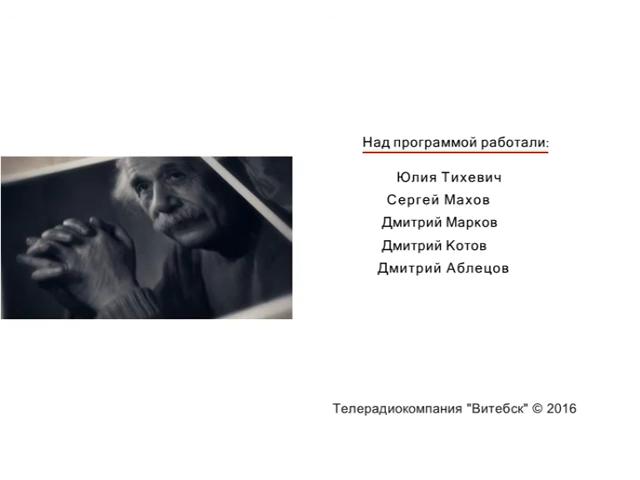 Над программой работали:
Юлия Тихевич
Сергей Махов
Дмитрий Марков
Дмитрий Котов
Дмитрий Аблецов
Телерадиокомпания "Витебск" © 2016